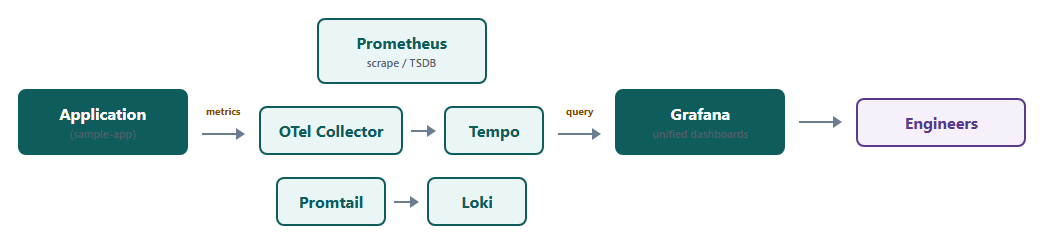 Prometheus
scrape / TSDB
Application
(sample-app)
metrics
OTel Collector
Tempo
query
Grafana
unified dashboards
Engineers
Promtail
Loki